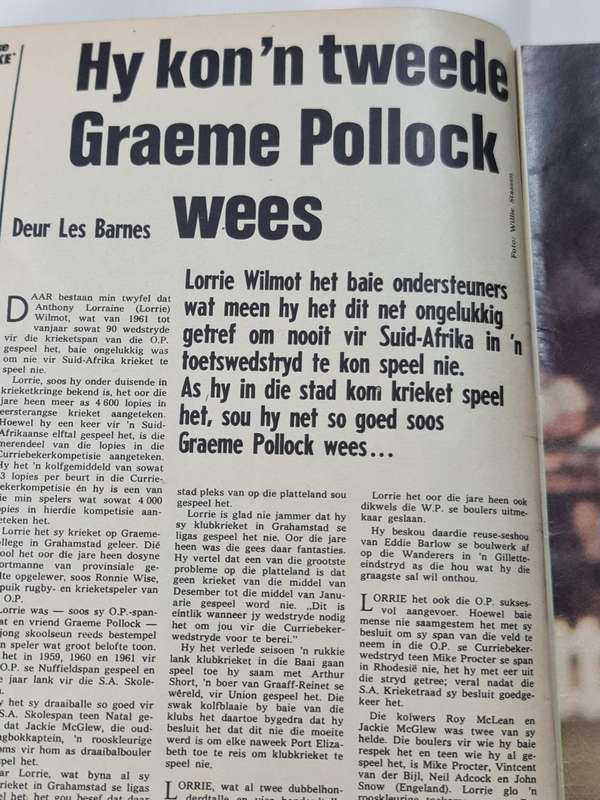 Hy kon 'n tweede
Graeme Pollock
wees
Deur Les Barnes
Foto: Willie Stassen
Lorrie Wilmot het baie ondersteuners
wat meen hy het dit net ongelukkig
getref om nooit vir Suid-Afrika in 'n
toetswedstryd te kon speel nie.
As hy in die stad kom krieket speel
het, sou hy net so goed soos
Graeme Pollock wees...
DAAR bestaan min twyfel dat
Anthony Lorraine (Lorrie)
Wilmot, wat van 1961 tot
vanjaar sowat 90 wedstryde
vir die krieketspan van die O.P.
gespeel het, baie ongelukkig was
om nie vir Suid-Afrika krieket te
speel nie.
Lorrie, soos hy onder duisende in
krieketkringe bekend is, het oor die
jare heen meer as 4 600 lopies in
eersterangse krieket aangeteken.
Hoewel hy een keer vir 'n Suid-
Afrikaanse elftal gespeel het, is die
merendeel van die lopies in die
Curriebekerkompetisie aangeteken.
Hy het 'n kolfgemiddeld van sowat
3 lopies per beurt in die Currie-
ekerkompetisie én hy is een van
ie min spelers wat sowat 4 000
pies in hierdie kompetisie aan-
eteken het.
Lorrie het sy krieket op Graeme-
llege in Grahamstad geleer. Dié
ool het oor die jare heen dosyne
ortmanne van provinsiale ge-
lte opgelewer, soos Ronnie Wise,
puik rugby- en krieketspeler van
O.P.
Lorrie was — soos sy O.P.-span-
at en vriend Graeme Pollock —
jong skoolseun reeds bestempel
n speler wat groot belofte toon.
het in 1959, 1960 en 1961 vir
O.P. se Nuffieldspan gespeel en
e jaar lank vir die S.A. Skole-
n.
y het sy draaiballe so goed vir
S.A. Skolespan teen Natal ge-
dat Jackie McGlew, die oud-
gbokkaptein, 'n rooskleurige
oms vir hom as draaibalbouler
pel het.
ar Lorrie, wat byna al sy
rieket in Grahamstad se ligas
stad pleks van op die platteland sou
gespeel het.
Lorrie is glad nie jammer dat hy
sy klubkrieket in Grahamstad se
ligas gespeel het nie. Oor die jare
heen was die gees daar fantasties.
Hy vertel dat een van die grootste
probleme op die platteland is dat
geen krieket van die middel van
Desember tot die middel van Janu-
arie gespeel word nie. „Dit is
eintlik waneer jy wedstryde nodig
het om jou vir die Curriebeker-
wedstryde voor te berei."
Hy het verlede seisoen 'n rukkie
lank klubkrieket in die Baai gaan
speel toe hy saam met Arthur
Short, 'n boer van Graaff-Reinet se
wêreld, vir Union gespeel het. Die
swak kolfblaaie by baie van die
klubs het daartoe bygedra dat hy
besluit het dat dit nie die moeite
werd is om elke naweek Port Eliza-
beth toe te reis om klubkrieket te
speel nie.
LORRIE, wat al twee dubbelhon-
Lorrie het oor die jare heen ook
dikwels die W.P. se boulers uitme-
kaar geslaan.
Hy beskou daardie reuse-seshou
van Eddie Barlow se boulwerk af
op die Wanderers in 'n Gillette-
eindstryd as die hou wat hy die
graagste sal wil onthou.
LORRIE het ook die O.P. sukses-
vol aangevoer. Hoewel baie
mense nie saamgestem het met sy
besluit om sy span van die veld te
neem in die O.P. se Curriebeker-
wedstryd teen Mike Procter se span
in Rhodesië nie, het hy met eer uit
die stryd getree; veral nadat die
S.A. Krieketraad sy besluit goedge-
keer het.
Die kolwers Roy McLean en
Jackie McGlew was twee van sy
helde. Die boulers vir wie hy baie
respek het en teen wie hy al ge-
speel het, is Mike Procter, Vintcent
van der Bijl, Neil Adcock en John
Snow (Engeland). Lorrie glo 'n